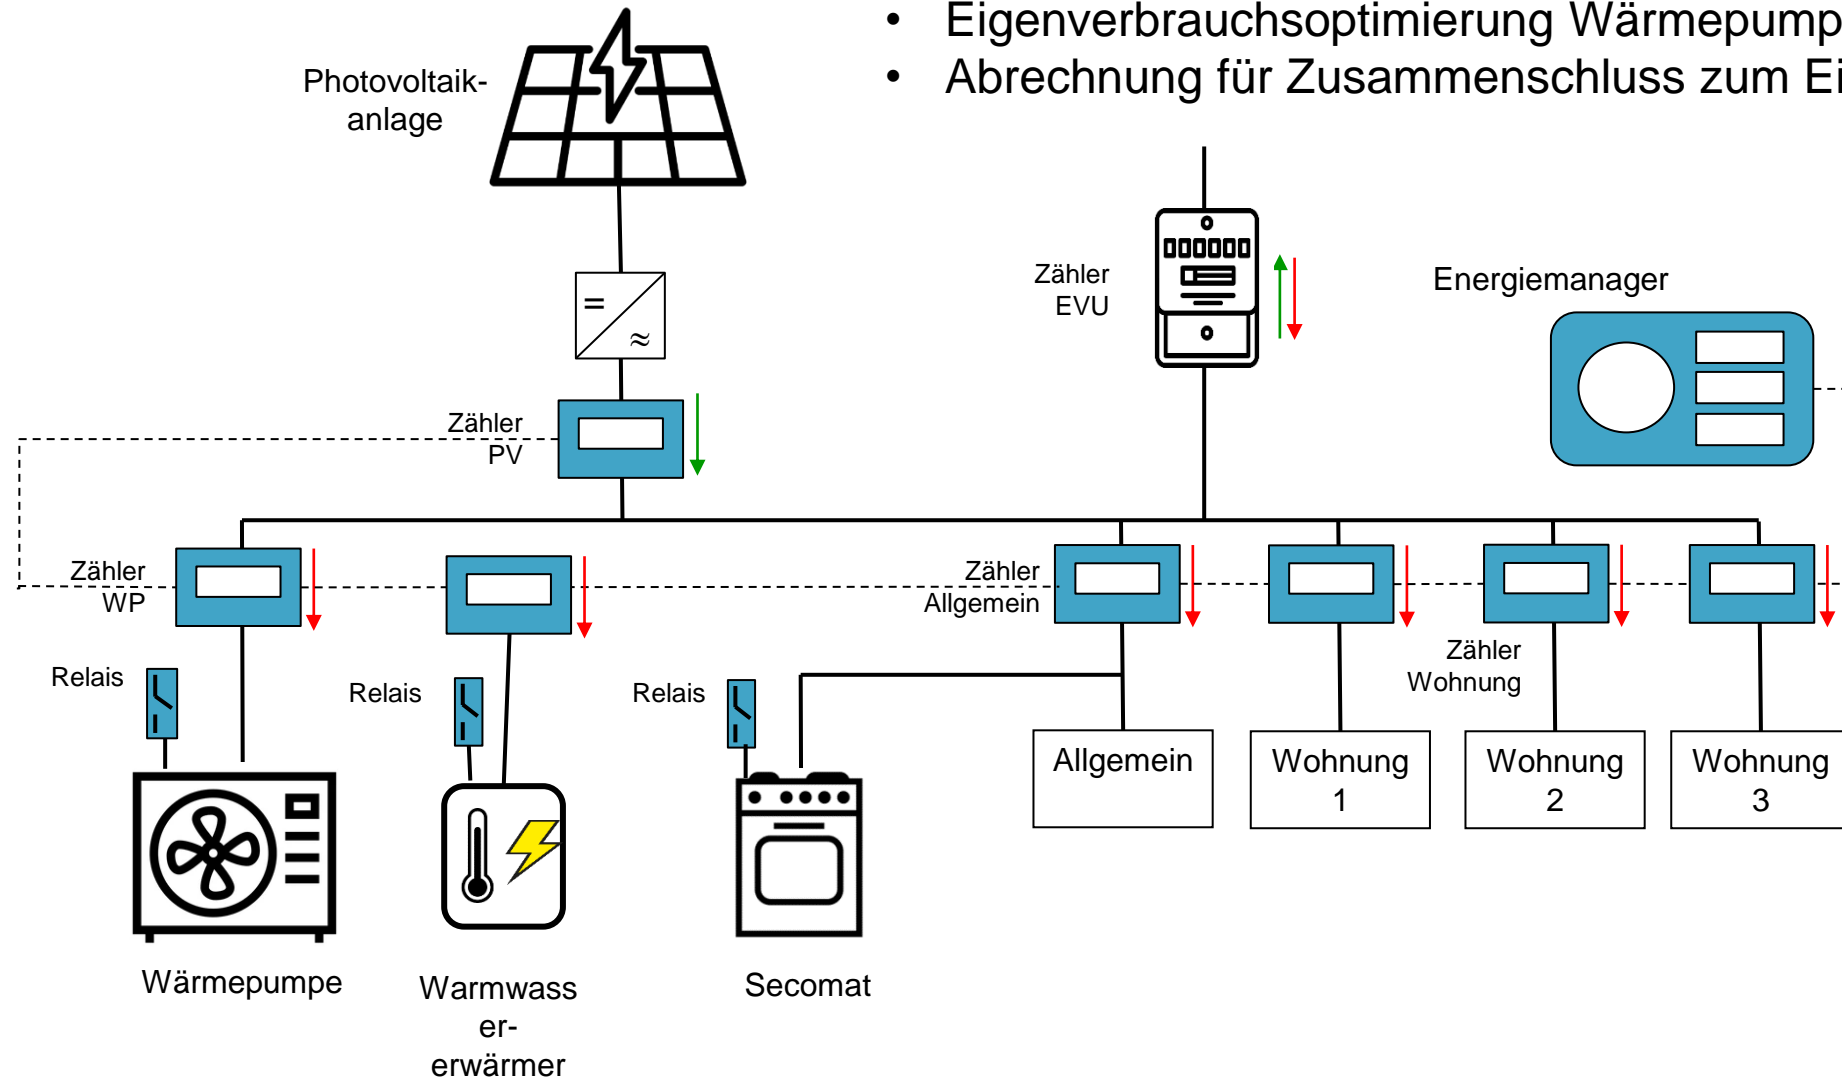 • Eigenverbrauchsoptimierung Wärmepump
• Abrechnung für Zusammenschluss zum Ei
Photovoltaik-
anlage
Zähler
EVU
Energiemanager
=
≈
Zähler
PV
Zähler
WP
Zähler
Allgemein
Zähler
Wohnung
Relais
Relais
Relais
Allgemein
Wohnung
1
Wohnung
2
Wohnung
3
Wärmepumpe
Warmwass
er-
erwärmer
Secomat